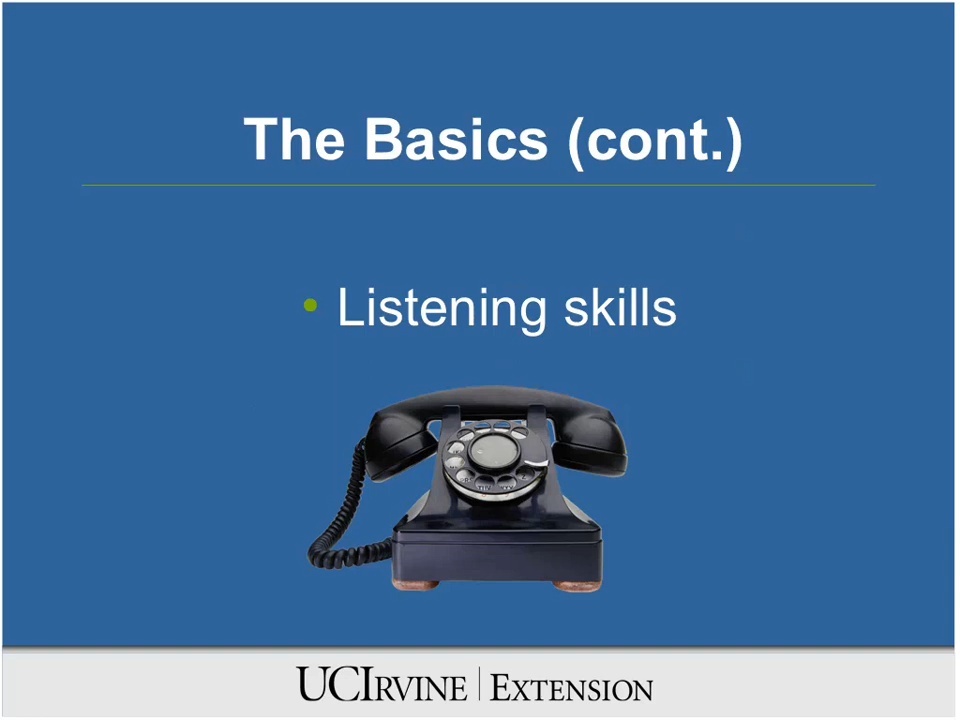 The Basics (cont.)
• Listening skills
UCIRVINE | EXTENSION